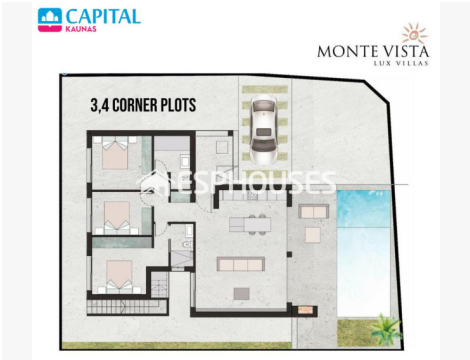 CAPITAL
KAUNAS
MONTE VISTA
LUX VILLAS
3,4 CORNER PLOTS
ESPHOUSES